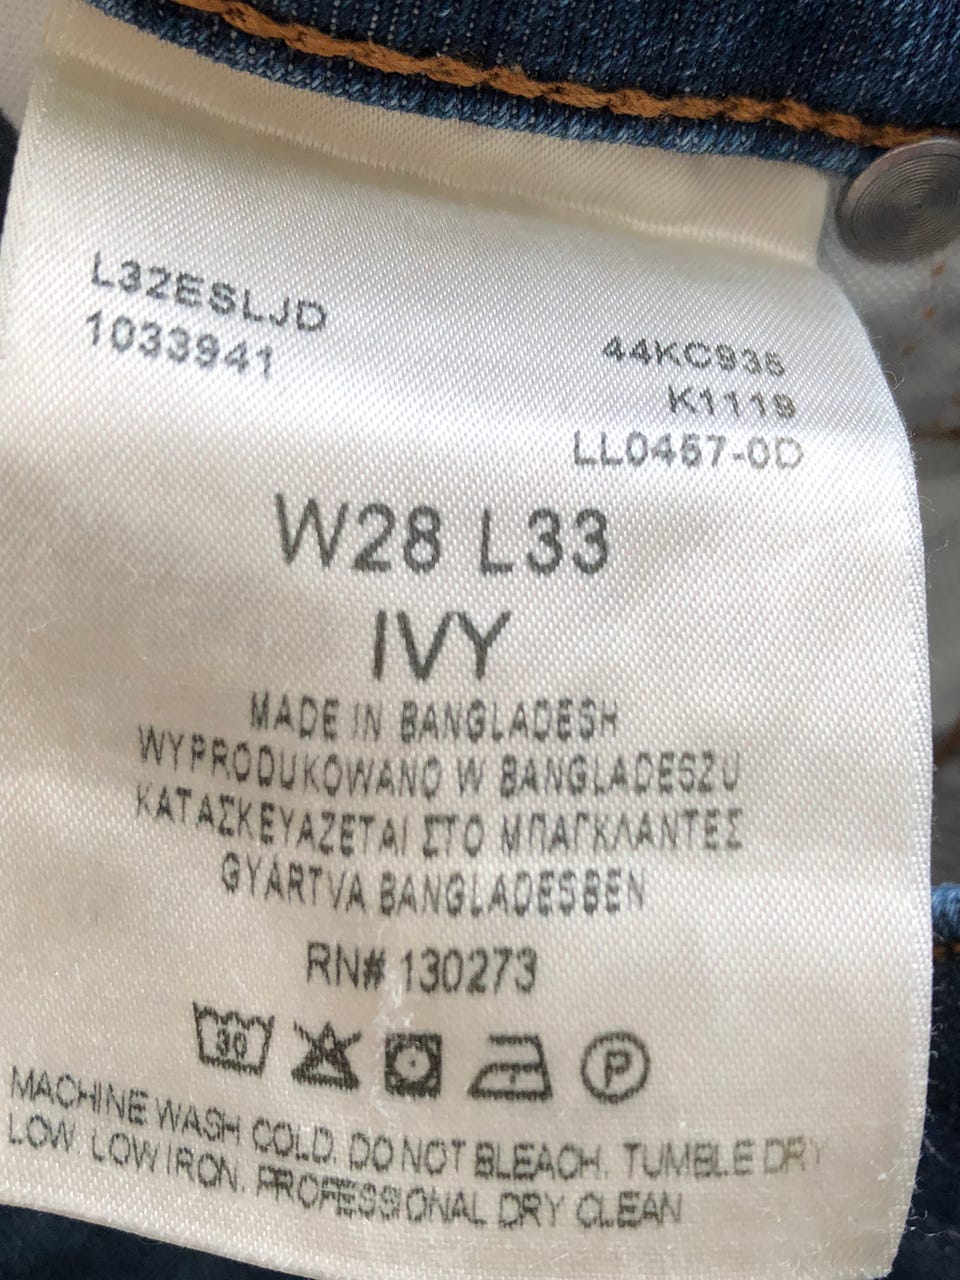 L32ESLJD
1033941
44KC935
K1119
LL0457-0D
W28 L33
IVY
MADE IN BANGLADESH
WYPRODUKOWANO W BANGLADESZU
ΚΑΤΑΣΚΕΥΑΖΕΤΑΙ ΣΤΟ ΜΠΑΓΚΛΑΝΤΕΣ
GYÁRTVA BANGLADESBEN
RN# 130273
30
P
MACHINE WASH COLD. DO NOT BLEACH. TUMBLE DRY
LOW. LOW IRON. PROFESSIONAL DRY CLEAN